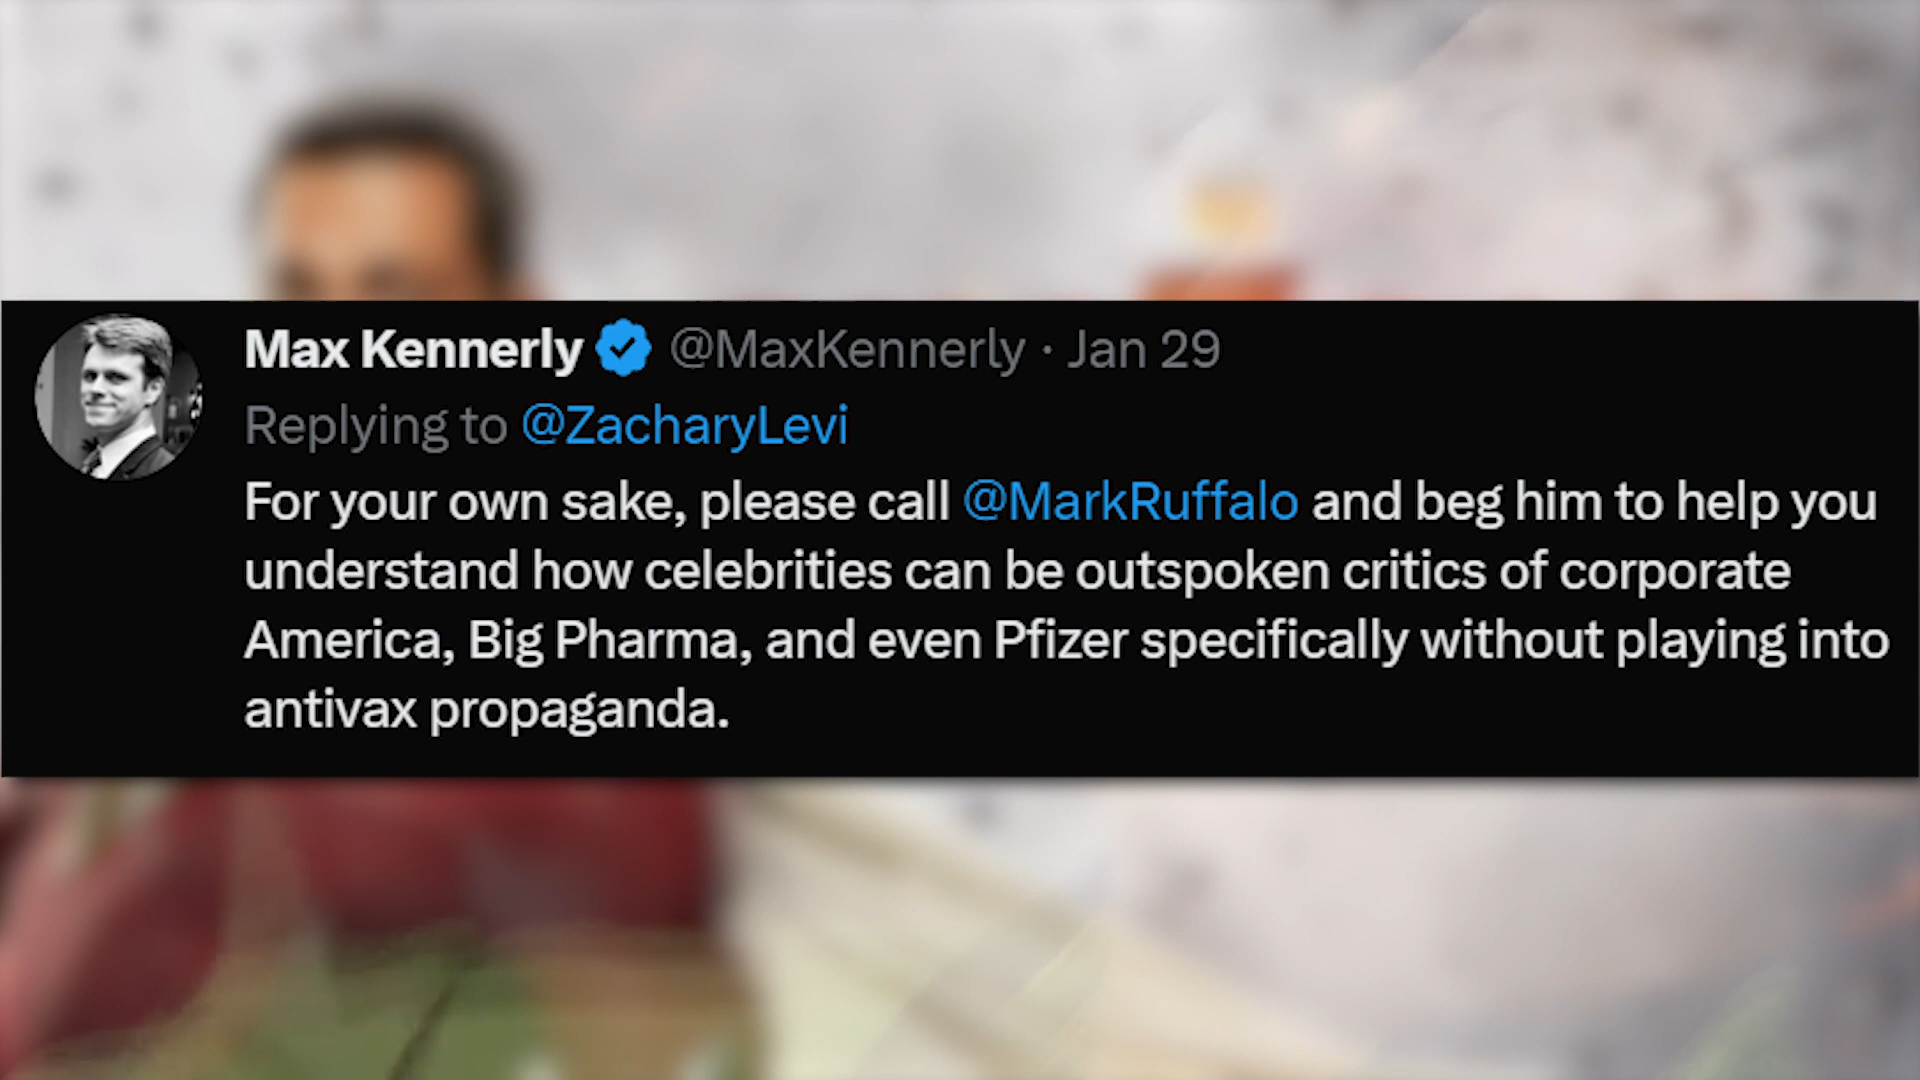 Max Kennerly @MaxKennerly · Jan 29
Replying to @ZacharyLevi
For your own sake, please call @MarkRuffalo and beg him to help you
understand how celebrities can be outspoken critics of corporate
America, Big Pharma, and even Pfizer specifically without playing into
antivax propaganda.